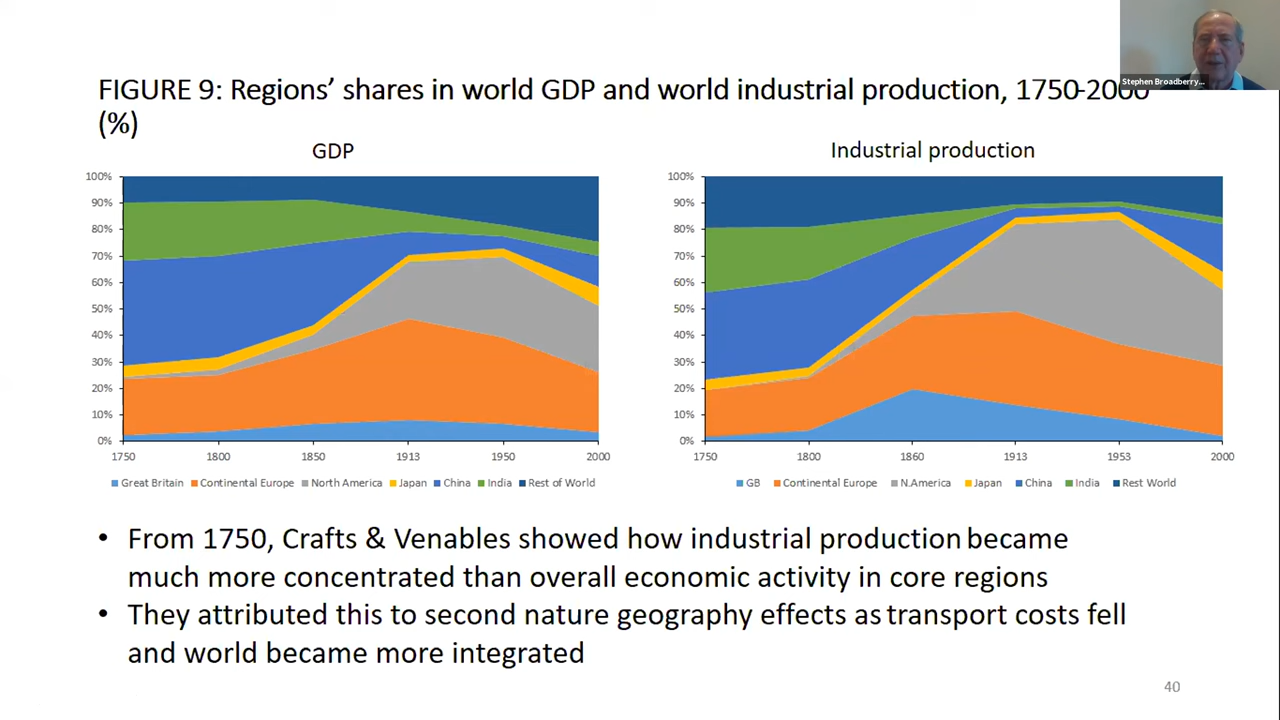 Stephen Broadberry...
FIGURE 9: Regions' shares in world GDP and world industrial production, 1750-2000
(%)
GDP
100%
90%
80%
70%
60%
50%
40%
30%
20%
10%
0%
1750 1800 1850 1913 1950 2000
Great Britain Continental Europe North America Japan China India Rest of World
Industrial production
100%
90%
80%
70%
60%
50%
40%
30%
20%
10%
0%
1750 1800 1860 1913 1953 2000
GB Continental Europe N.America Japan China India Rest World
• From 1750, Crafts & Venables showed how industrial production became
much more concentrated than overall economic activity in core regions
• They attributed this to second nature geography effects as transport costs fell
and world became more integrated
40